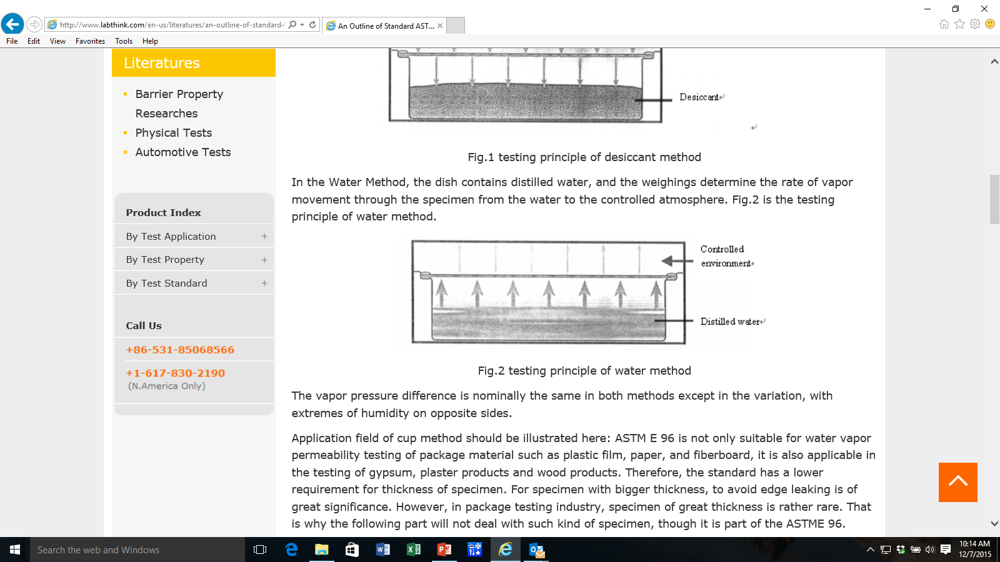 http://www.labthink.com/en-us/literatures/an-outline-of-standard-
An Outline of Standard AST...
File Edit View Favorites Tools Help
Literatures
Barrier Property
Researches
Physical Tests
Automotive Tests
Product Index
By Test Application +
By Test Property +
By Test Standard +
Call Us
+86-531-85068566
+1-617-830-2190
(N.America Only)
Desiccant
Fig.1 testing principle of desiccant method
In the Water Method, the dish contains distilled water, and the weighings determine the rate of vapor
movement through the specimen from the water to the controlled atmosphere. Fig.2 is the testing
principle of water method.
Controlled
environment
Distilled water
Fig.2 testing principle of water method
The vapor pressure difference is nominally the same in both methods except in the variation, with
extremes of humidity on opposite sides.
Application field of cup method should be illustrated here: ASTM E 96 is not only suitable for water vapor
permeability testing of package material such as plastic film, paper, and fiberboard, it is also applicable in
the testing of gypsum, plaster products and wood products. Therefore, the standard has a lower
requirement for thickness of specimen. For specimen with bigger thickness, to avoid edge leaking is of
great significance. However, in package testing industry, specimen of great thickness is rather rare. That
is why the following part will not deal with such kind of specimen, though it is part of the ASTME 96.
Search the web and Windows
10:14 AM
12/7/2015